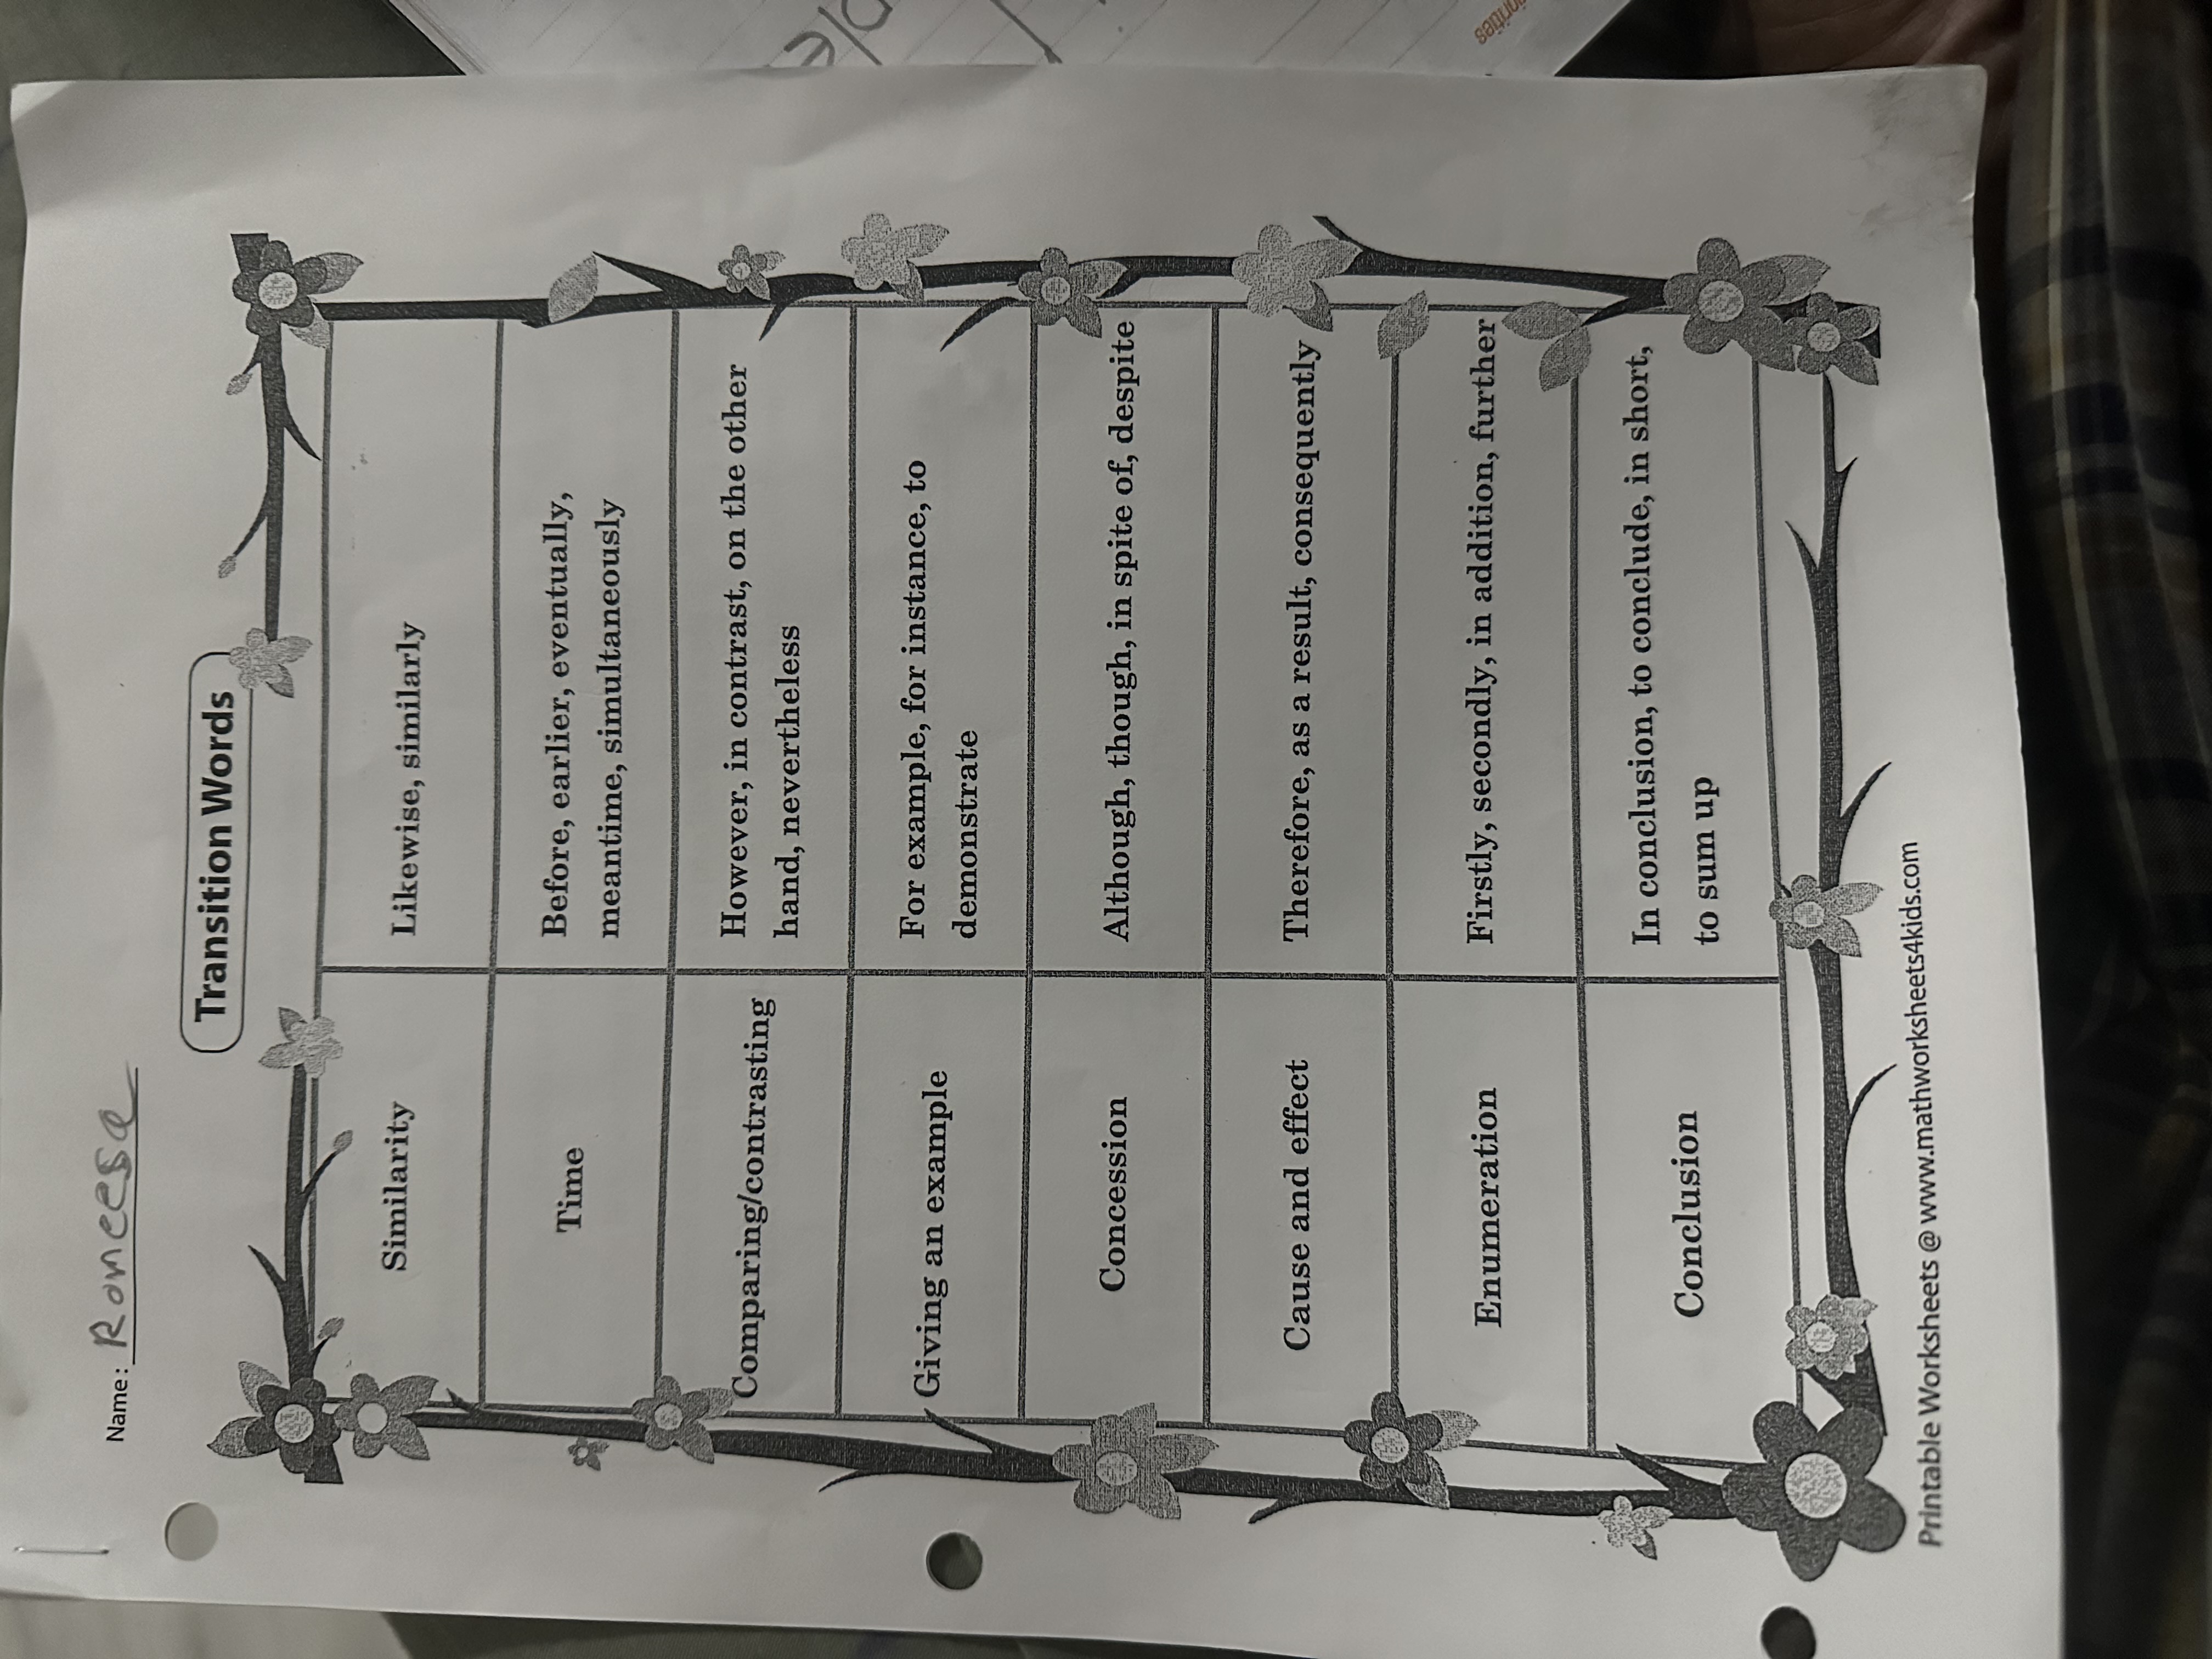 Name: Romeesa
Transition Words
Similarity
Likewise, similarly
Time
Before, earlier, eventually,
meantime, simultaneously
Comparing/contrasting
However, in contrast, on the other
hand, nevertheless
Giving an example
For example, for instance, to
demonstrate
Concession
Although, though, in spite of, despite
Cause and effect
Therefore, as a result, consequently
Enumeration
Firstly, secondly, in addition, further
Conclusion
In conclusion, to conclude, in short,
to sum up
Printable Worksheets @ www.mathworksheets4kids.com